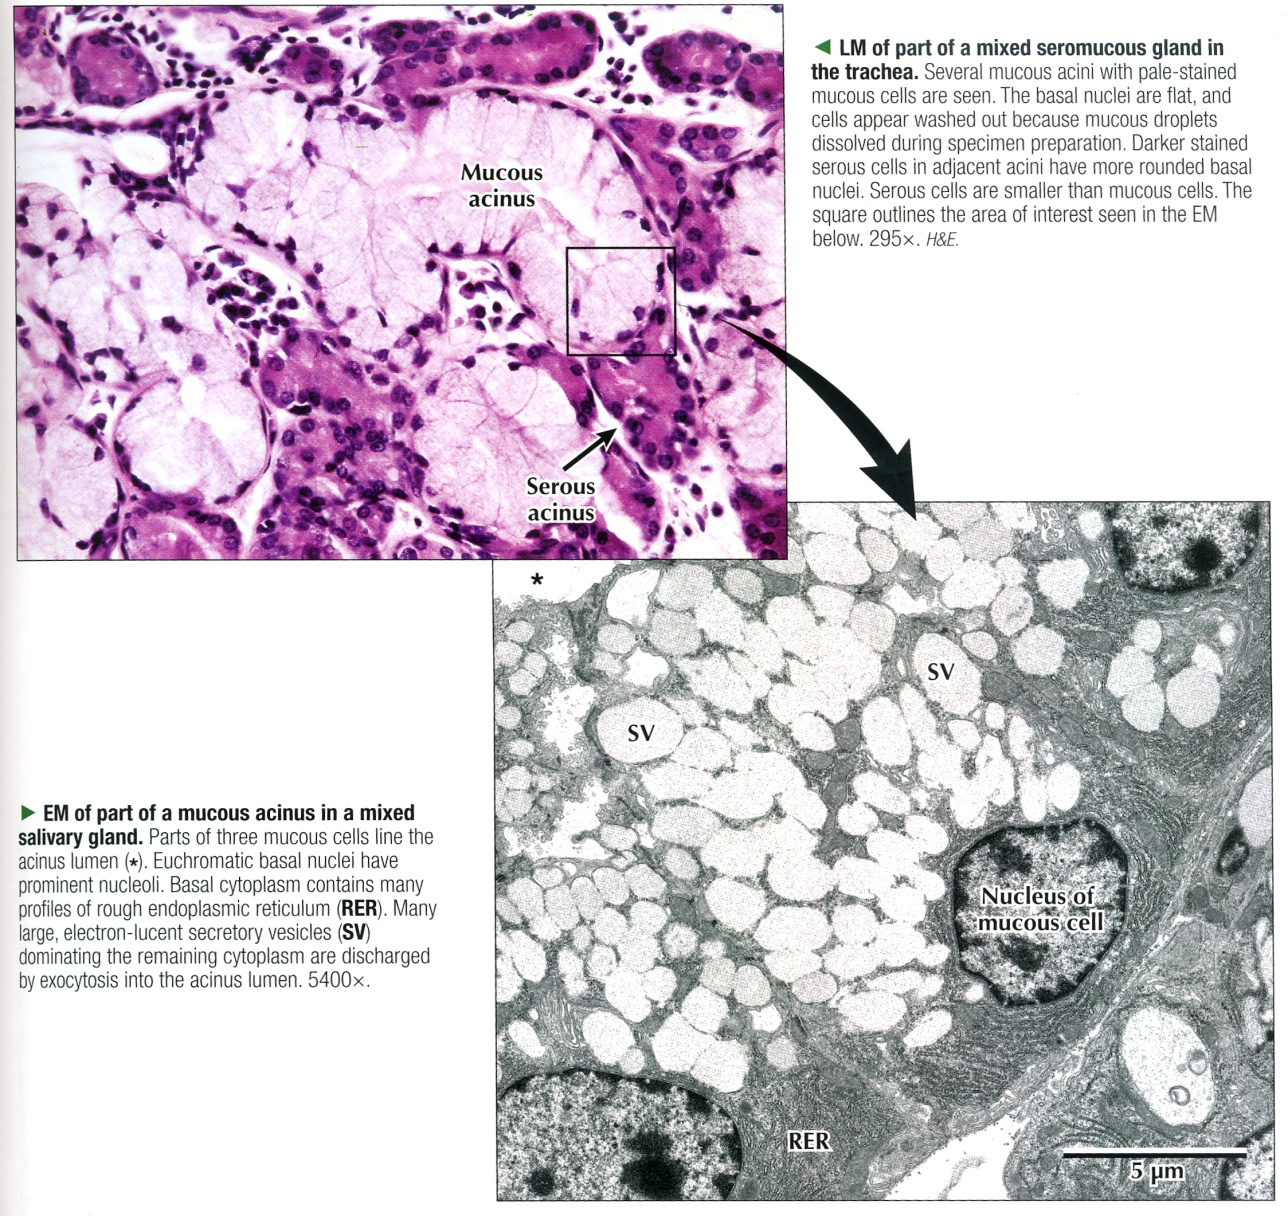 ◄ LM of part of a mixed seromucous gland in
the trachea. Several mucous acini with pale-stained
mucous cells are seen. The basal nuclei are flat, and
cells appear washed out because mucous droplets
dissolved during specimen preparation. Darker stained
serous cells in adjacent acini have more rounded basal
nuclei. Serous cells are smaller than mucous cells. The
square outlines the area of interest seen in the EM
below. 295×. H&E.
Mucous
acinus
Serous
acinus
*
SV
SV
Nucleus of
mucous cell
RER
5 µm
► EM of part of a mucous acinus in a mixed
salivary gland. Parts of three mucous cells line the
acinus lumen (*). Euchromatic basal nuclei have
prominent nucleoli. Basal cytoplasm contains many
profiles of rough endoplasmic reticulum (RER). Many
large, electron-lucent secretory vesicles (SV)
dominating the remaining cytoplasm are discharged
by exocytosis into the acinus lumen. 5400×.